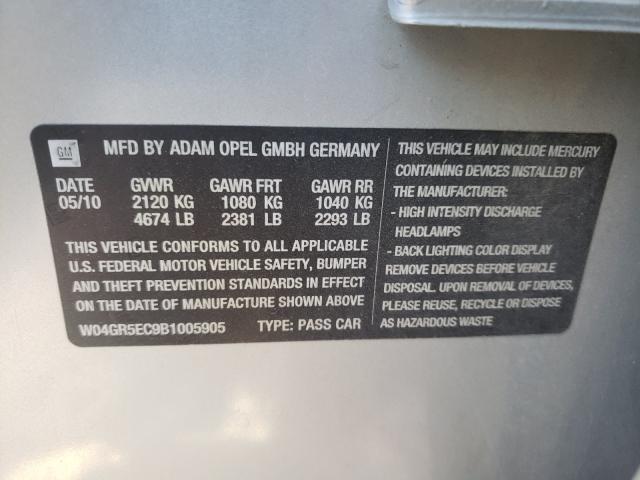 GM
MFD BY ADAM OPEL GMBH GERMANY
DATE GVWR GAWR FRT GAWR RR
05/10 2120 KG 1080 KG 1040 KG
4674 LB 2381 LB 2293 LB
THIS VEHICLE CONFORMS TO ALL APPLICABLE
U.S. FEDERAL MOTOR VEHICLE SAFETY, BUMPER
AND THEFT PREVENTION STANDARDS IN EFFECT
ON THE DATE OF MANUFACTURE SHOWN ABOVE
W04GR5EC9B1005905 TYPE: PASS CAR
THIS VEHICLE MAY INCLUDE MERCURY
CONTAINING DEVICES INSTALLED BY
THE MANUFACTURER:
- HIGH INTENSITY DISCHARGE
HEADLAMPS
- BACK LIGHTING COLOR DISPLAY
REMOVE DEVICES BEFORE VEHICLE
DISPOSAL. UPON REMOVAL OF DEVICES,
PLEASE REUSE, RECYCLE OR DISPOSE
AS HAZARDOUS WASTE